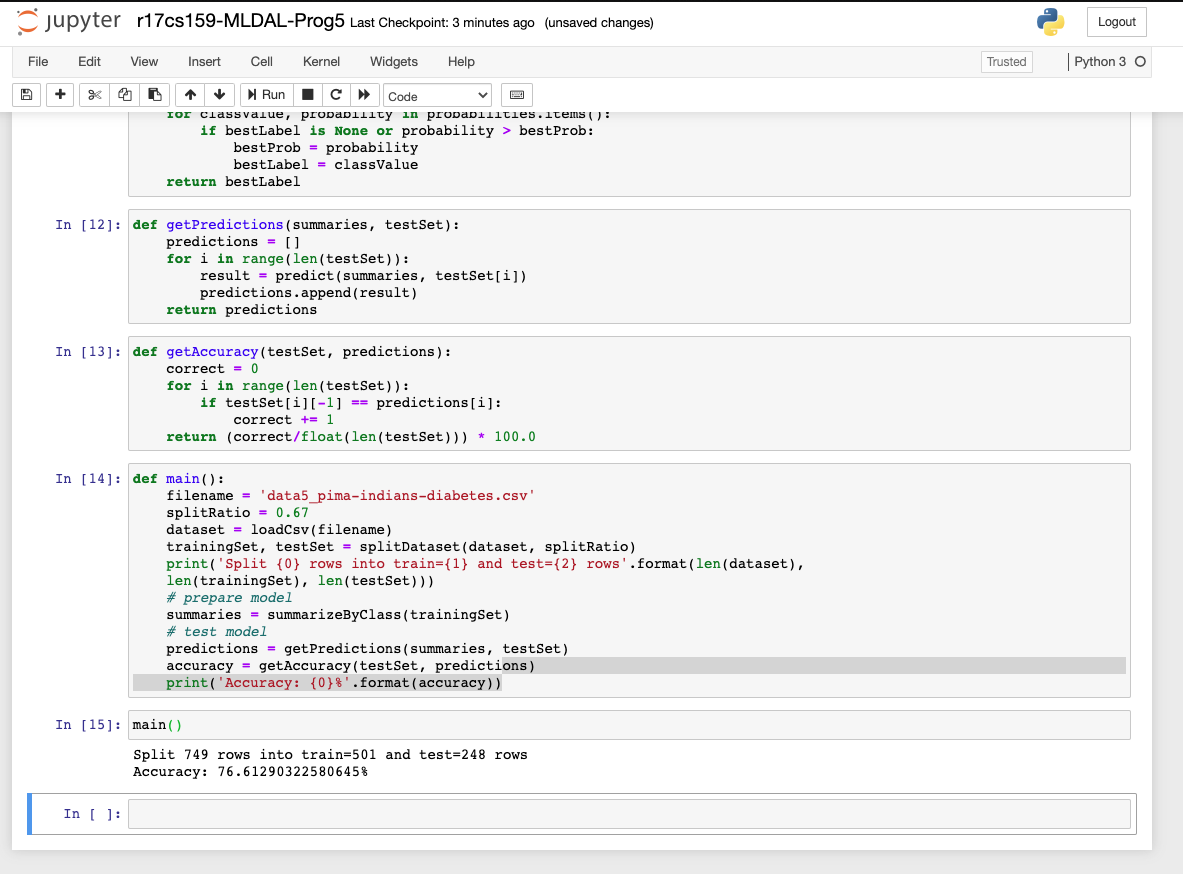 jupyter r17cs159-MLDAL-Prog5 Last Checkpoint: 3 minutes ago (unsaved changes) Logout
File Edit View Insert Cell Kernel Widgets Help Trusted Python 3
Run Code
for classValue, probability in probabilities.items():
if bestLabel is None or probability > bestProb:
bestProb = probability
bestLabel = classValue
return bestLabel
In [12]: def getPredictions(summaries, testSet):
predictions = []
for i in range(len(testSet)):
result = predict(summaries, testSet[i])
predictions.append(result)
return predictions
In [13]: def getAccuracy(testSet, predictions):
correct = 0
for i in range(len(testSet)):
if testSet[i][-1] == predictions[i]:
correct += 1
return (correct/float(len(testSet))) * 100.0
In [14]: def main():
filename = 'data5_pima-indians-diabetes.csv'
splitRatio = 0.67
dataset = loadCsv(filename)
trainingSet, testSet = splitDataset(dataset, splitRatio)
print('Split {0} rows into train={1} and test={2} rows'.format(len(dataset),
len(trainingSet), len(testSet)))
# prepare model
summaries = summarizeByClass(trainingSet)
# test model
predictions = getPredictions(summaries, testSet)
accuracy = getAccuracy(testSet, predictions)
print('Accuracy: {0}%'.format(accuracy))
In [15]: main()
Split 749 rows into train=501 and test=248 rows
Accuracy: 76.61290322580645%
In [ ]: